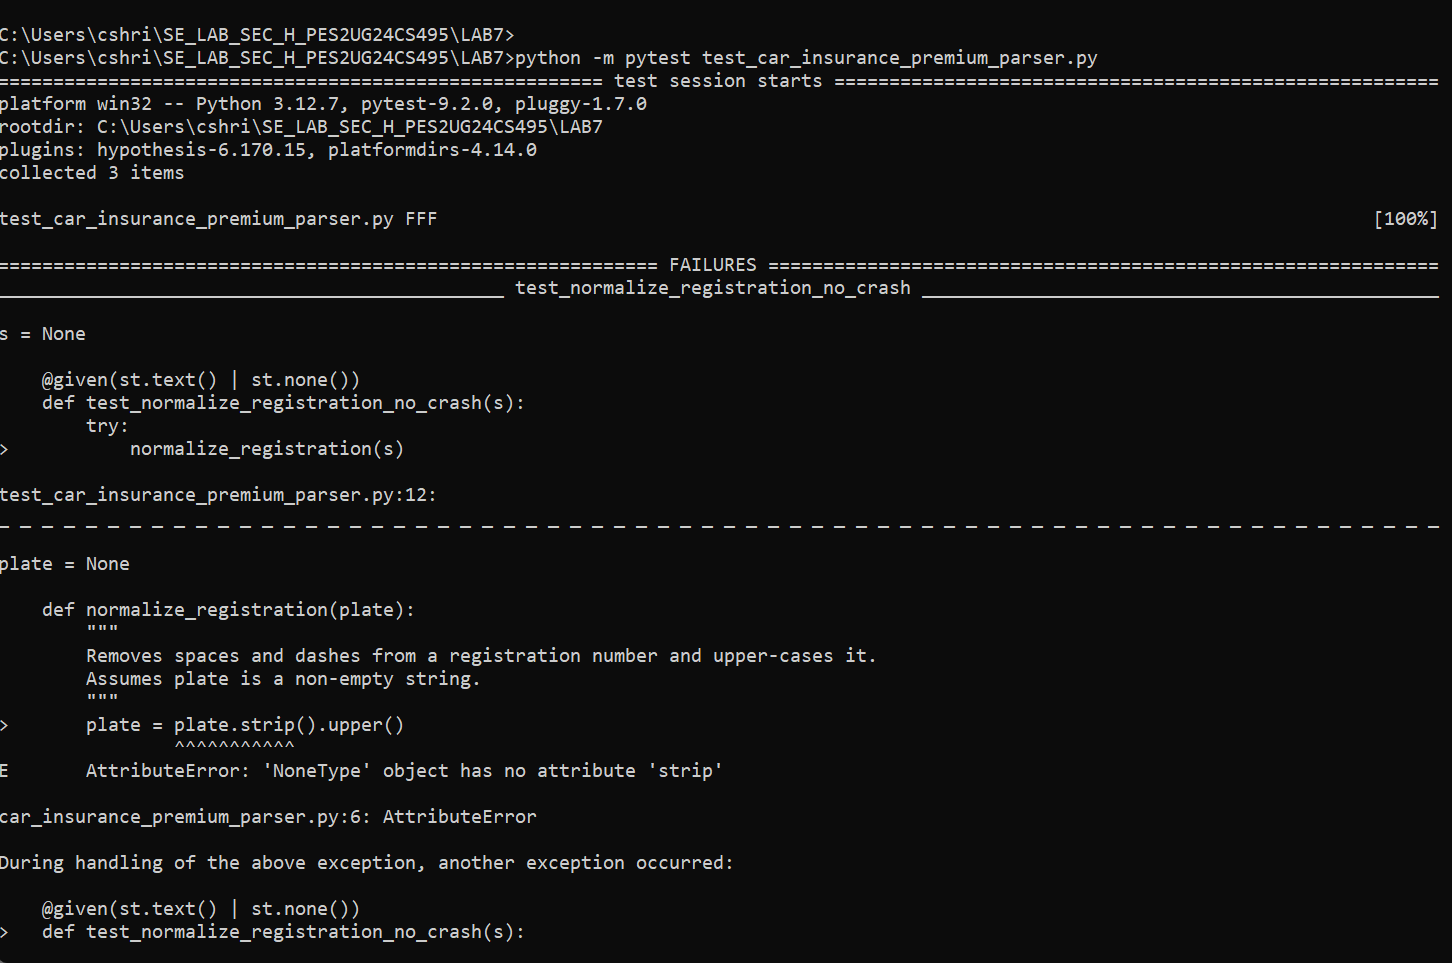 C:\Users\cshri\SE_LAB_SEC_H_PES2UG24CS495\LAB7>
C:\Users\cshri\SE_LAB_SEC_H_PES2UG24CS495\LAB7>python -m pytest test_car_insurance_premium_parser.py
======================================================= test session starts =======================================================
platform win32 -- Python 3.12.7, pytest-9.2.0, pluggy-1.7.0
rootdir: C:\Users\cshri\SE_LAB_SEC_H_PES2UG24CS495\LAB7
plugins: hypothesis-6.170.15, platformdirs-4.14.0
collected 3 items
test_car_insurance_premium_parser.py FFF [100%]
============================================================ FAILURES =============================================================
______________________________________________ test_normalize_registration_no_crash _______________________________________________
s = None
    @given(st.text() | st.none())
    def test_normalize_registration_no_crash(s):
        try:
>           normalize_registration(s)
test_car_insurance_premium_parser.py:12:
_ _ _ _ _ _ _ _ _ _ _ _ _ _ _ _ _ _ _ _ _ _ _ _ _ _ _ _ _ _ _ _ _ _ _ _ _ _ _ _ _ _ _ _ _ _ _ _ _ _ _ _ _ _ _ _ _ _ _ _ _ _ _ _ _ _
plate = None
    def normalize_registration(plate):
        """
        Removes spaces and dashes from a registration number and upper-cases it.
        Assumes plate is a non-empty string.
        """
>       plate = plate.strip().upper()
                ^^^^^^^^^^^
E       AttributeError: 'NoneType' object has no attribute 'strip'
car_insurance_premium_parser.py:6: AttributeError
During handling of the above exception, another exception occurred:
    @given(st.text() | st.none())
>   def test_normalize_registration_no_crash(s):